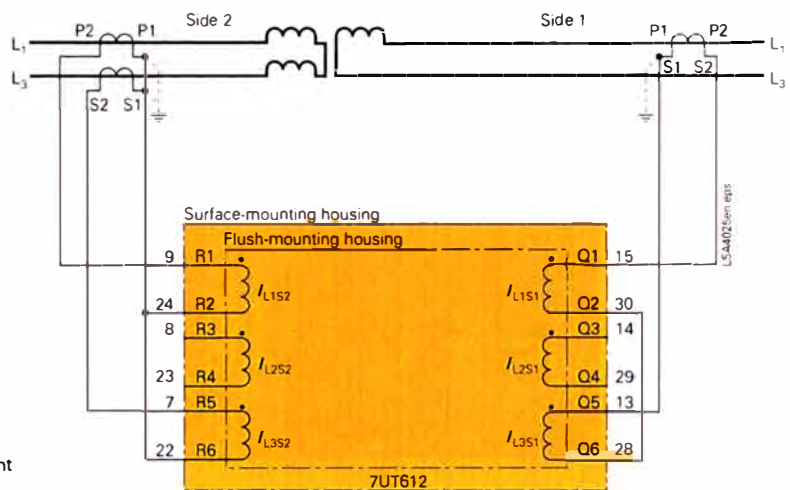 Side 2
Side 1
P2 P1
P1 P2
L1
L1
S1 S2
L3
L3
S2 S1
LSA4025en eps
Surface-mounting housing
Flush-mounting housing
9 R1
Q1 15
IL1S2
IL1S1
24 R2
Q2 30
8 R3
Q3 14
IL2S2
IL2S1
23 R4
Q4 29
7 R5
Q5 13
IL3S2
IL3S1
22 R6
Q6 28
nt
7UT612